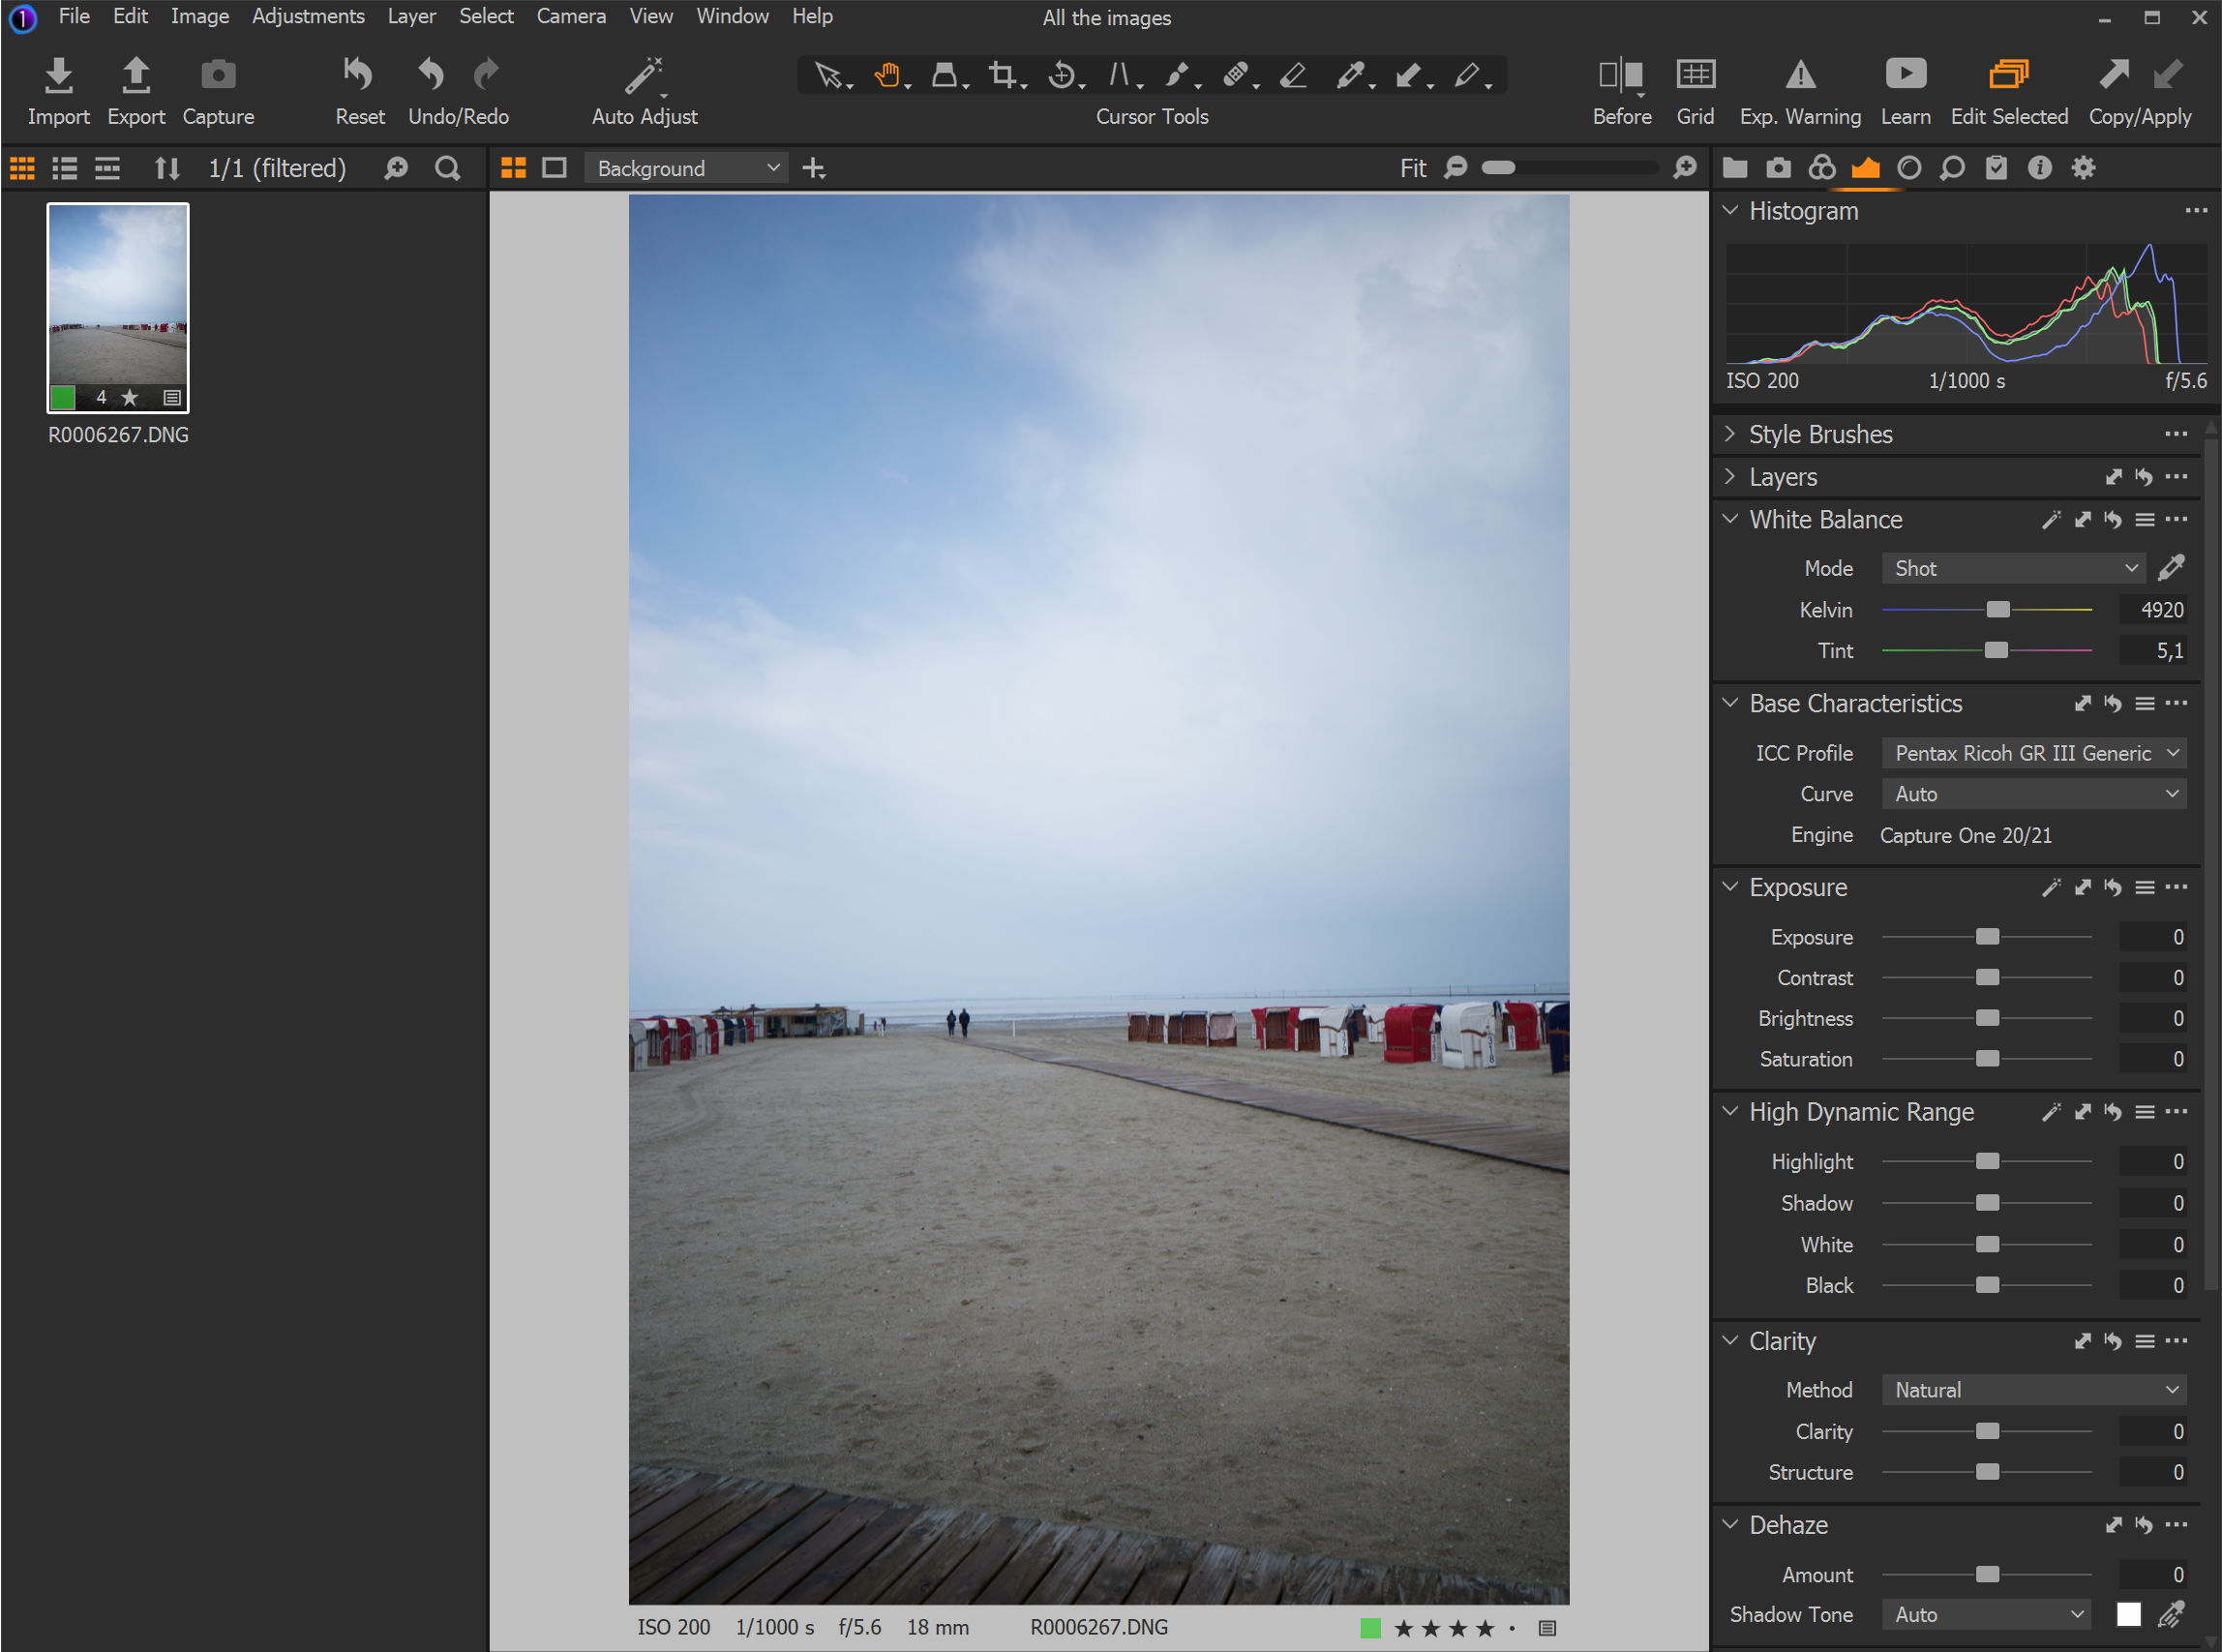 File Edit Image Adjustments Layer Select Camera View Window Help
All the images
Import Export Capture Reset Undo/Redo Auto Adjust Cursor Tools Before Grid Exp. Warning Learn Edit Selected Copy/Apply
1/1 (filtered)
Background
Fit
4
R0006267.DNG
Histogram
ISO 200 1/1000 s f/5.6
Style Brushes
Layers
White Balance
Mode Shot
Kelvin 4920
Tint 5,1
Base Characteristics
ICC Profile Pentax Ricoh GR III Generic
Curve Auto
Engine Capture One 20/21
Exposure
Exposure 0
Contrast 0
Brightness 0
Saturation 0
High Dynamic Range
Highlight 0
Shadow 0
White 0
Black 0
Clarity
Method Natural
Clarity 0
Structure 0
Dehaze
Amount 0
Shadow Tone Auto
ISO 200 1/1000 s f/5.6 18 mm R0006267.DNG